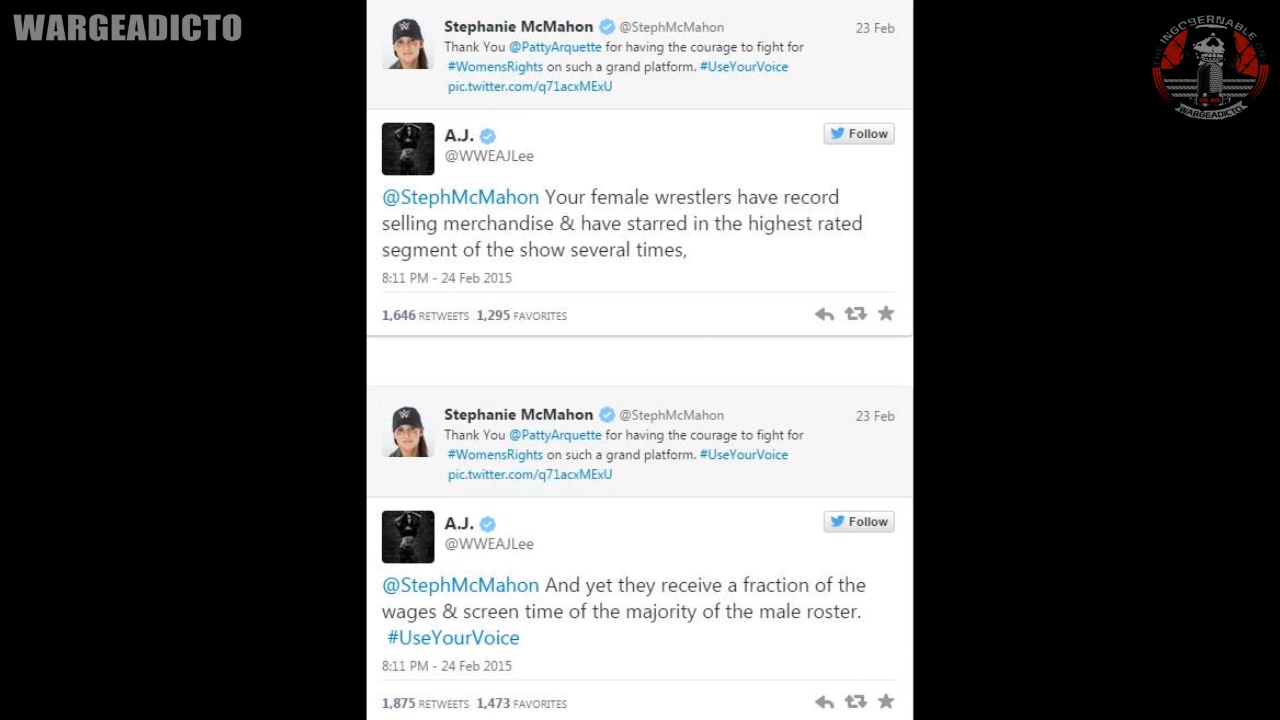 WARGEADICTO
Stephanie McMahon @StephMcMahon 23 Feb
Thank You @PattyArquette for having the courage to fight for
#WomensRights on such a grand platform. #UseYourVoice
pic.twitter.com/q71acxMExU
A.J. Follow
@WWEAJLee
@StephMcMahon Your female wrestlers have record
selling merchandise & have starred in the highest rated
segment of the show several times,
8:11 PM - 24 Feb 2015
1,646 RETWEETS 1,295 FAVORITES
Stephanie McMahon @StephMcMahon 23 Feb
Thank You @PattyArquette for having the courage to fight for
#WomensRights on such a grand platform. #UseYourVoice
pic.twitter.com/q71acxMExU
A.J. Follow
@WWEAJLee
@StephMcMahon And yet they receive a fraction of the
wages & screen time of the majority of the male roster.
#UseYourVoice
8:11 PM - 24 Feb 2015
1,875 RETWEETS 1,473 FAVORITES
THE INGC9BERNABLE
ON AIR
WARGEADICTO